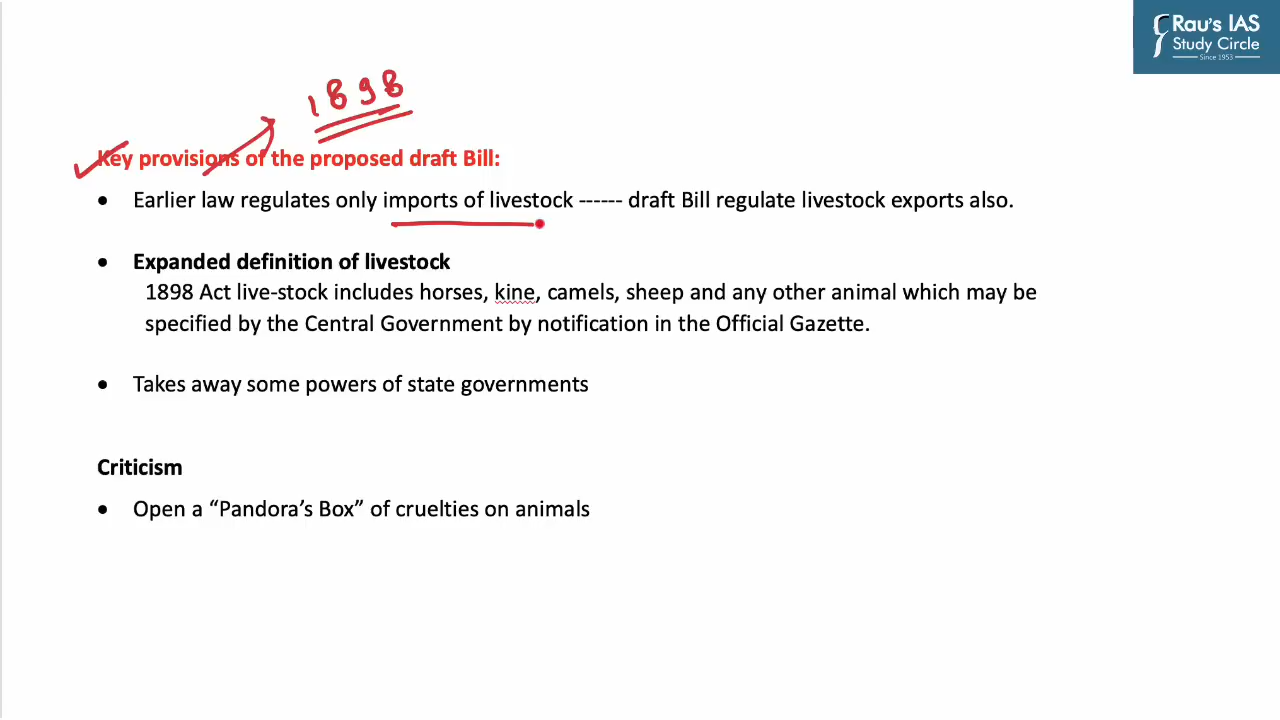 Rau's IAS
Study Circle
Since 1953
1898
Key provisions of the proposed draft Bill:
• Earlier law regulates only imports of livestock ------ draft Bill regulate livestock exports also.
• Expanded definition of livestock
1898 Act live-stock includes horses, kine, camels, sheep and any other animal which may be
specified by the Central Government by notification in the Official Gazette.
• Takes away some powers of state governments
Criticism
• Open a “Pandora’s Box” of cruelties on animals